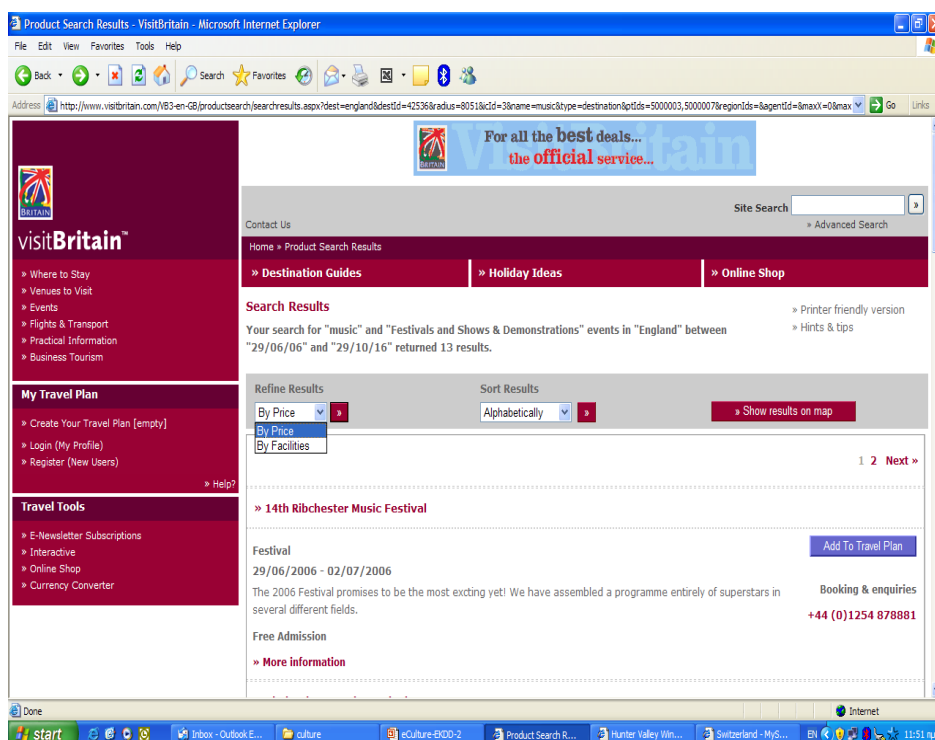 Product Search Results - VisitBritain - Microsoft Internet Explorer
File Edit View Favorites Tools Help
Back Search Favorites
Address http://www.visitbritain.com/VB3-en-GB/productsearch/searchresults.aspx?dest=england&destId=42536&radius=8051&icId=3&name=music&type=destination&ptIds=5000003,5000007&regionIds=&agentId=&maxX=0&max Go Links
For all the best deals...
the official service...
VisitBritain
BRITAIN
BRITAIN
visitBritain™
Site Search »
Contact Us » Advanced Search
Home » Product Search Results
» Destination Guides » Holiday Ideas » Online Shop
» Where to Stay
» Venues to Visit
» Events
» Flights & Transport
» Practical Information
» Business Tourism
My Travel Plan
» Create Your Travel Plan [empty]
» Login (My Profile)
» Register (New Users)
» Help?
Travel Tools
» E-Newsletter Subscriptions
» Interactive
» Online Shop
» Currency Converter
Search Results
» Printer friendly version
» Hints & tips
Your search for "music" and "Festivals and Shows & Demonstrations" events in "England" between
"29/06/06" and "29/10/16" returned 13 results.
Refine Results Sort Results
By Price » Alphabetically » » Show results on map
By Price
By Facilities
1 2 Next »
» 14th Ribchester Music Festival
Add To Travel Plan
Festival
29/06/2006 - 02/07/2006
The 2006 Festival promises to be the most excting yet! We have assembled a programme entirely of superstars in
several different fields.
Booking & enquiries
+44 (0)1254 878881
Free Admission
» More information
Done Internet
start Inbox - Outlook E... culture eCulture-EKDD-2 Product Search R... Hunter Valley Win... Switzerland - MyS... EN 11:51 πμ